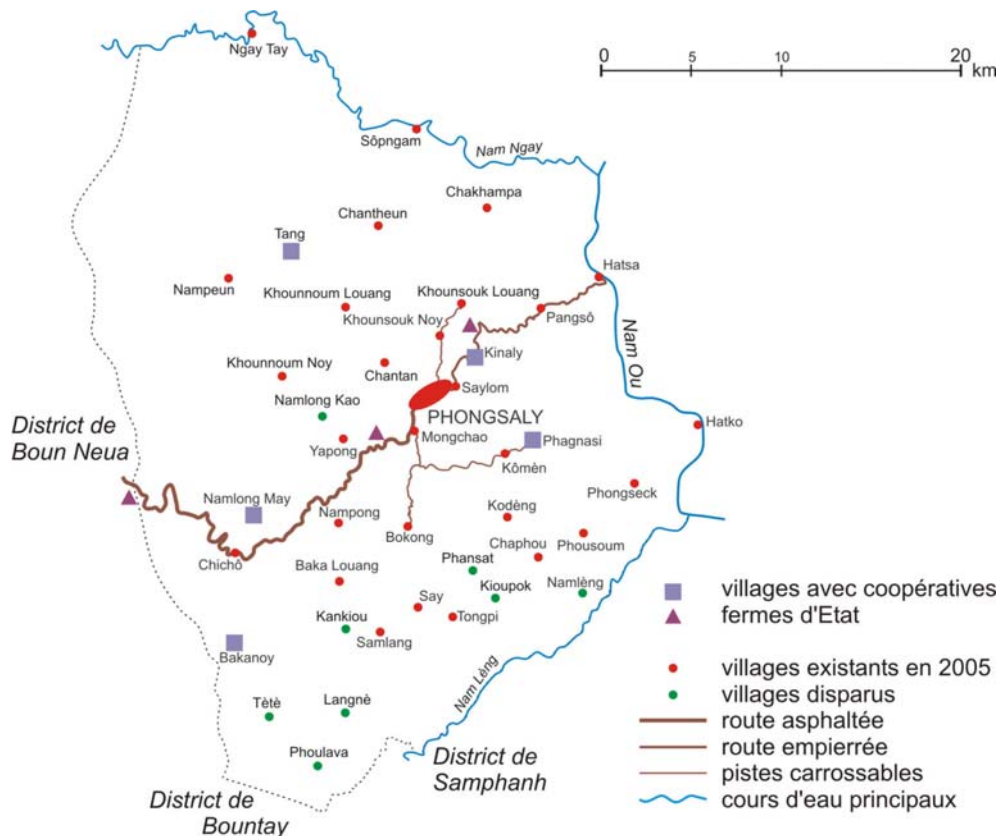 Ngay Tay
0
5
10
20
km
Sôpngam
Nam Ngay
Chakhampa
Chantheun
Tang
Hatsa
Nampeun
Khounnoum Louang
Khounsouk Louang
Pangsô
Khounsouk Noy
Nam Ou
Kinaly
Khounnoum Noy
Chantan
Saylom
Namlong Kao
PHONGSALY
District de
Boun Neua
Mongchao
Phagnasi
Hatko
Yapong
Kômèn
Phongseck
Namlong May
Nampong
Kodèng
Bokong
Phousoum
Chichô
Chaphou
Baka Louang
Phansat
Kioupok
Namlèng
Say
Tongpi
Kankiou
Samlang
Bakanoy
Nam Lèng
Tètè
Langnè
Phoulava
District de
Samphanh
District de
Bountay
villages avec coopératives
fermes d'Etat
villages existants en 2005
villages disparus
route asphaltée
route empierrée
pistes carrossables
cours d'eau principaux